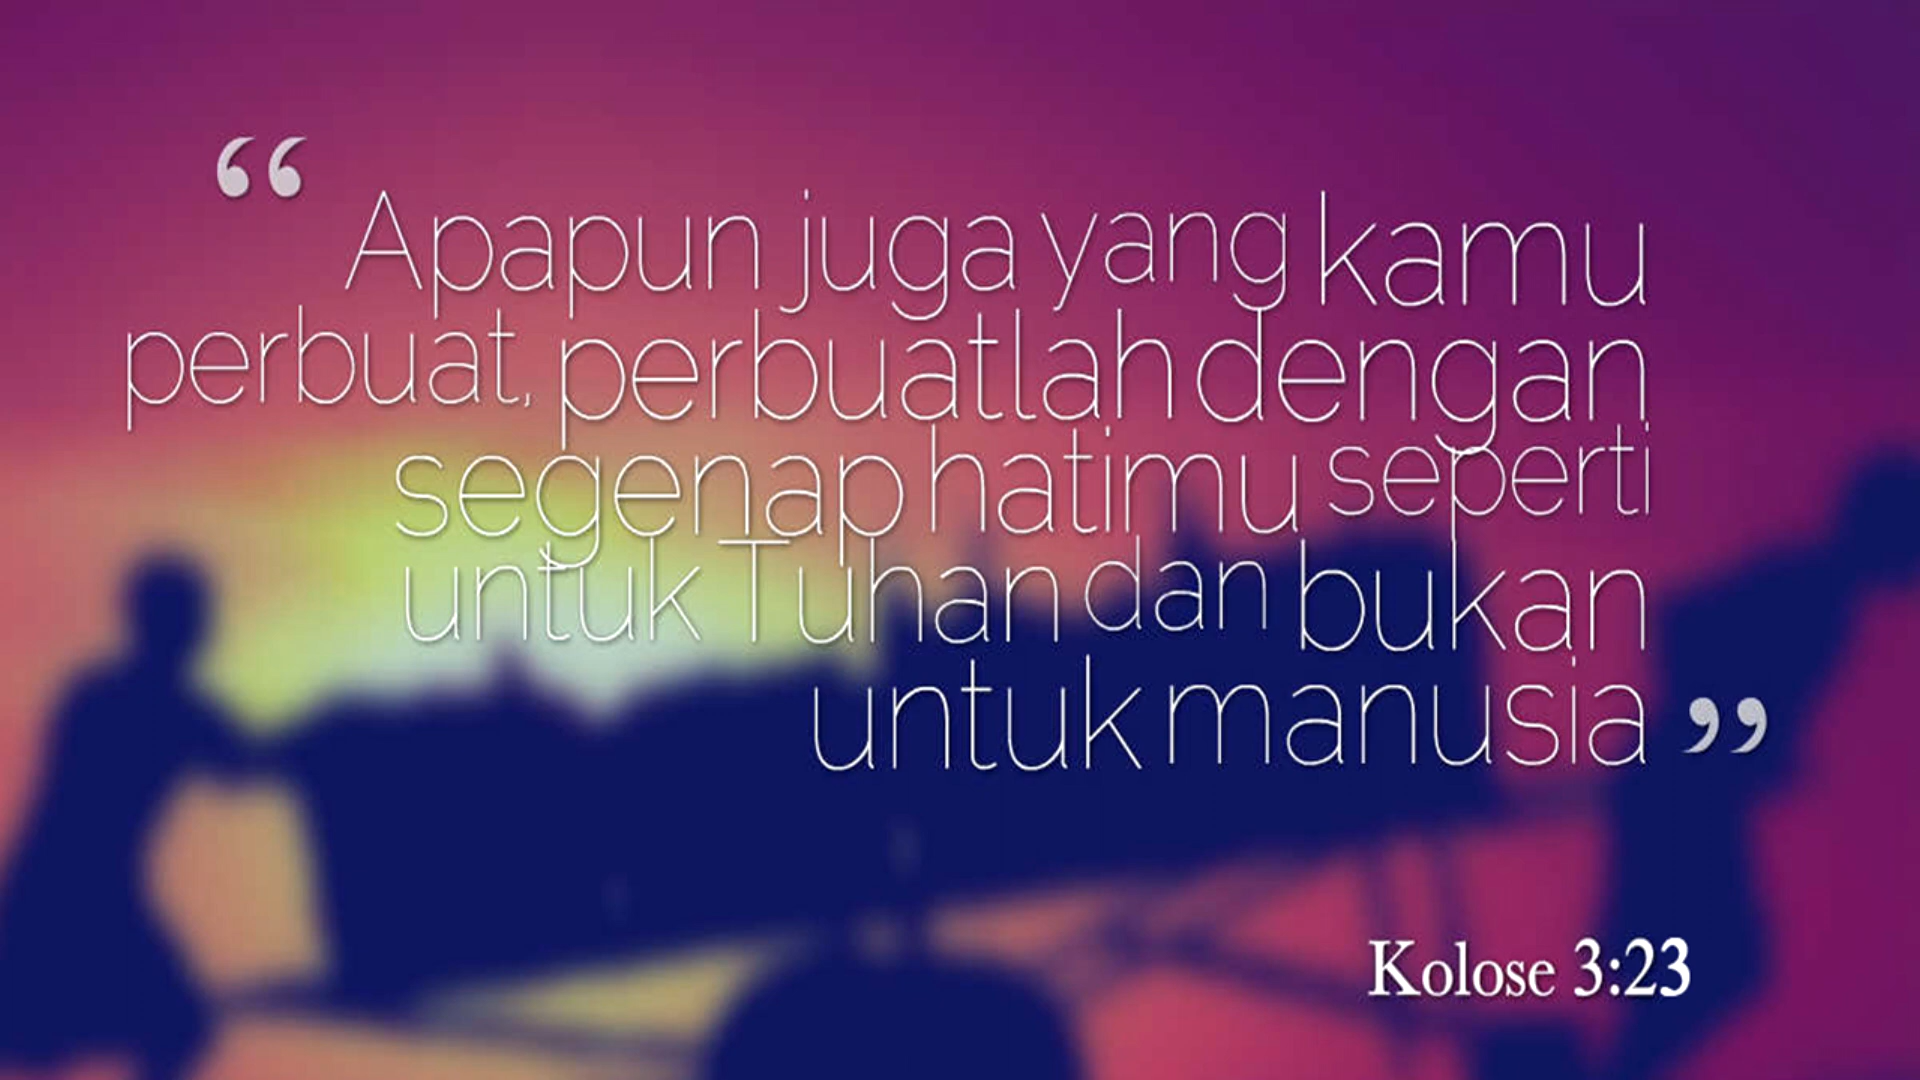 “ Apapun juga yang kamu
perbuat, perbuatlah dengan
segenap hatimu seperti
untuk Tuhan dan bukan
untuk manusia ”
Kolose 3:23